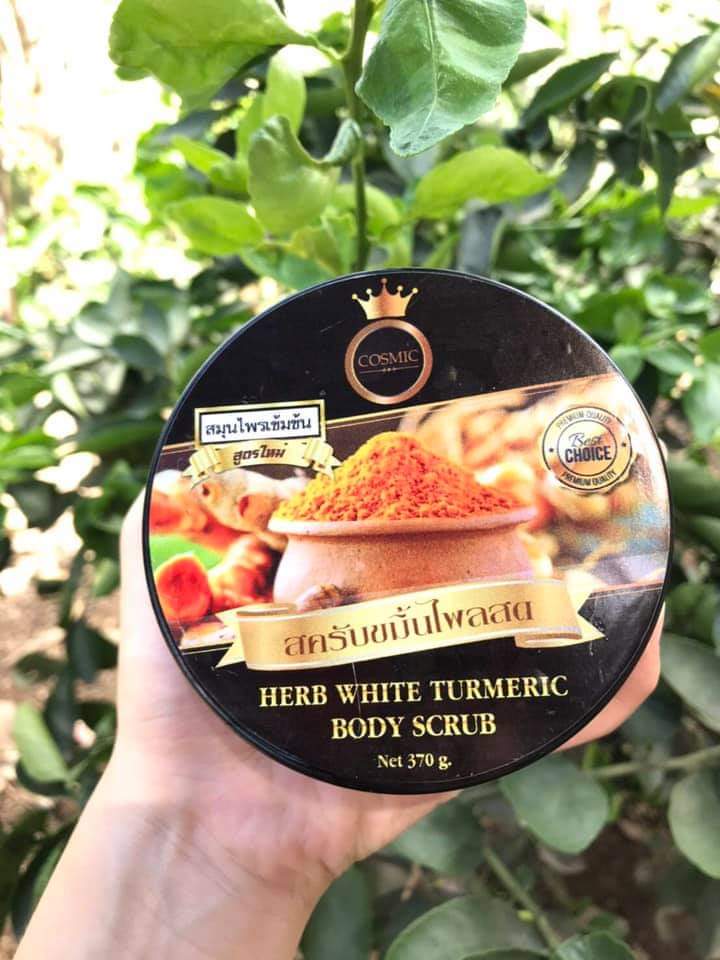 COSMIC
สมุนไพรเข้มข้น
สูตรใหม่
PREMIUM QUALITY
Best
CHOICE
PREMIUM QUALITY
สครับขมิ้นไพลสด
HERB WHITE TURMERIC
BODY SCRUB
Net 370 g.